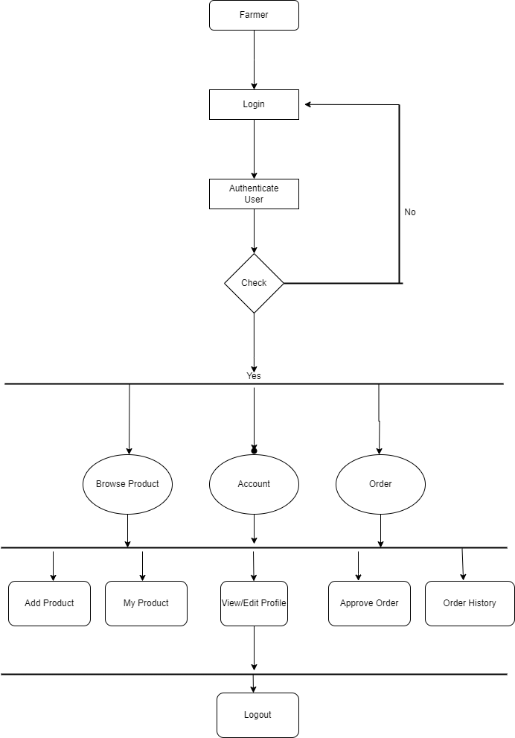 Farmer
Login
Authenticate
User
No
Check
Yes
Browse Product
Account
Order
Add Product
My Product
View/Edit Profile
Approve Order
Order History
Logout